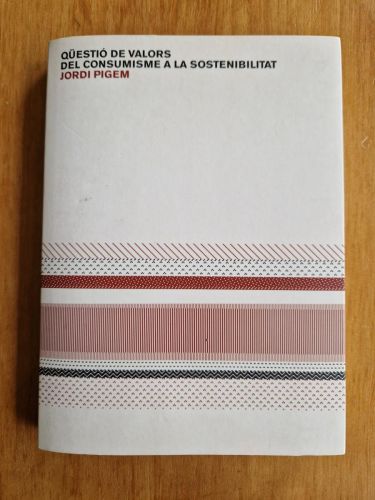 QÜESTIÓ DE VALORS
DEL CONSUMISME A LA SOSTENIBILITAT
JORDI PIGEM